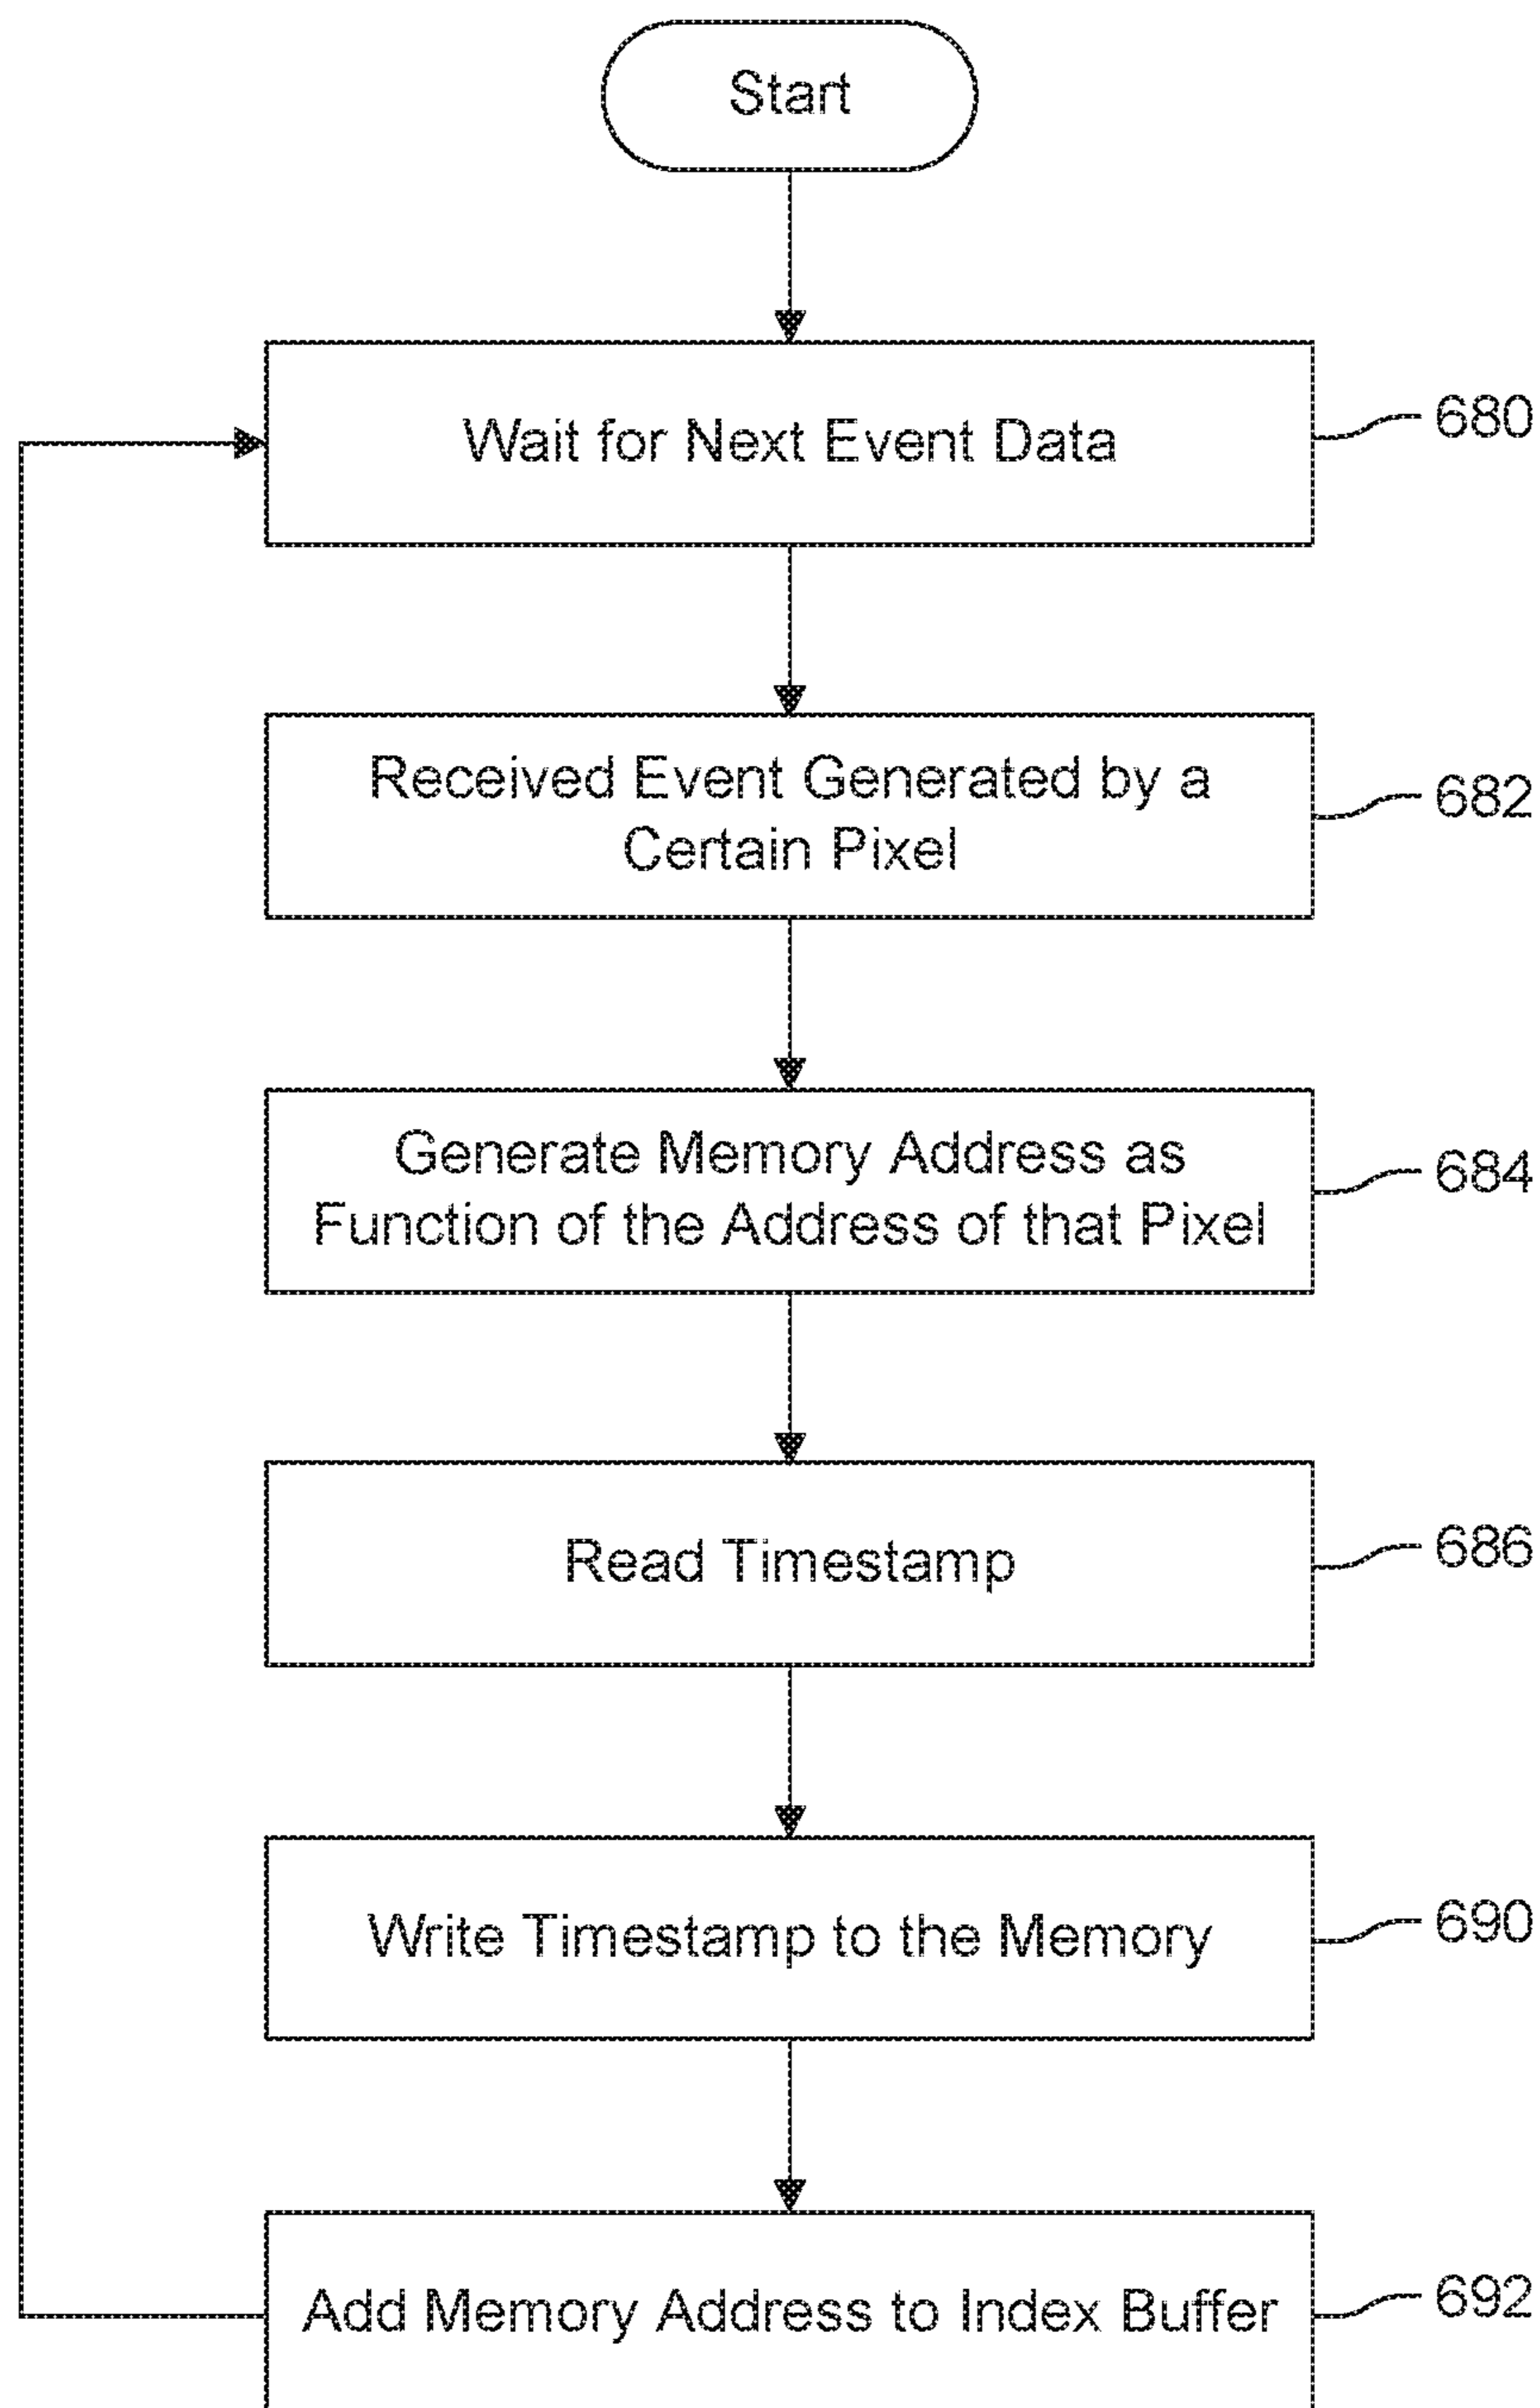 Start
Wait for Next Event Data
680
Received Event Generated by a
Certain Pixel
682
Generate Memory Address as
Function of the Address of that Pixel
684
Read Timestamp
686
Write Timestamp to the Memory
690
Add Memory Address to Index Buffer
692